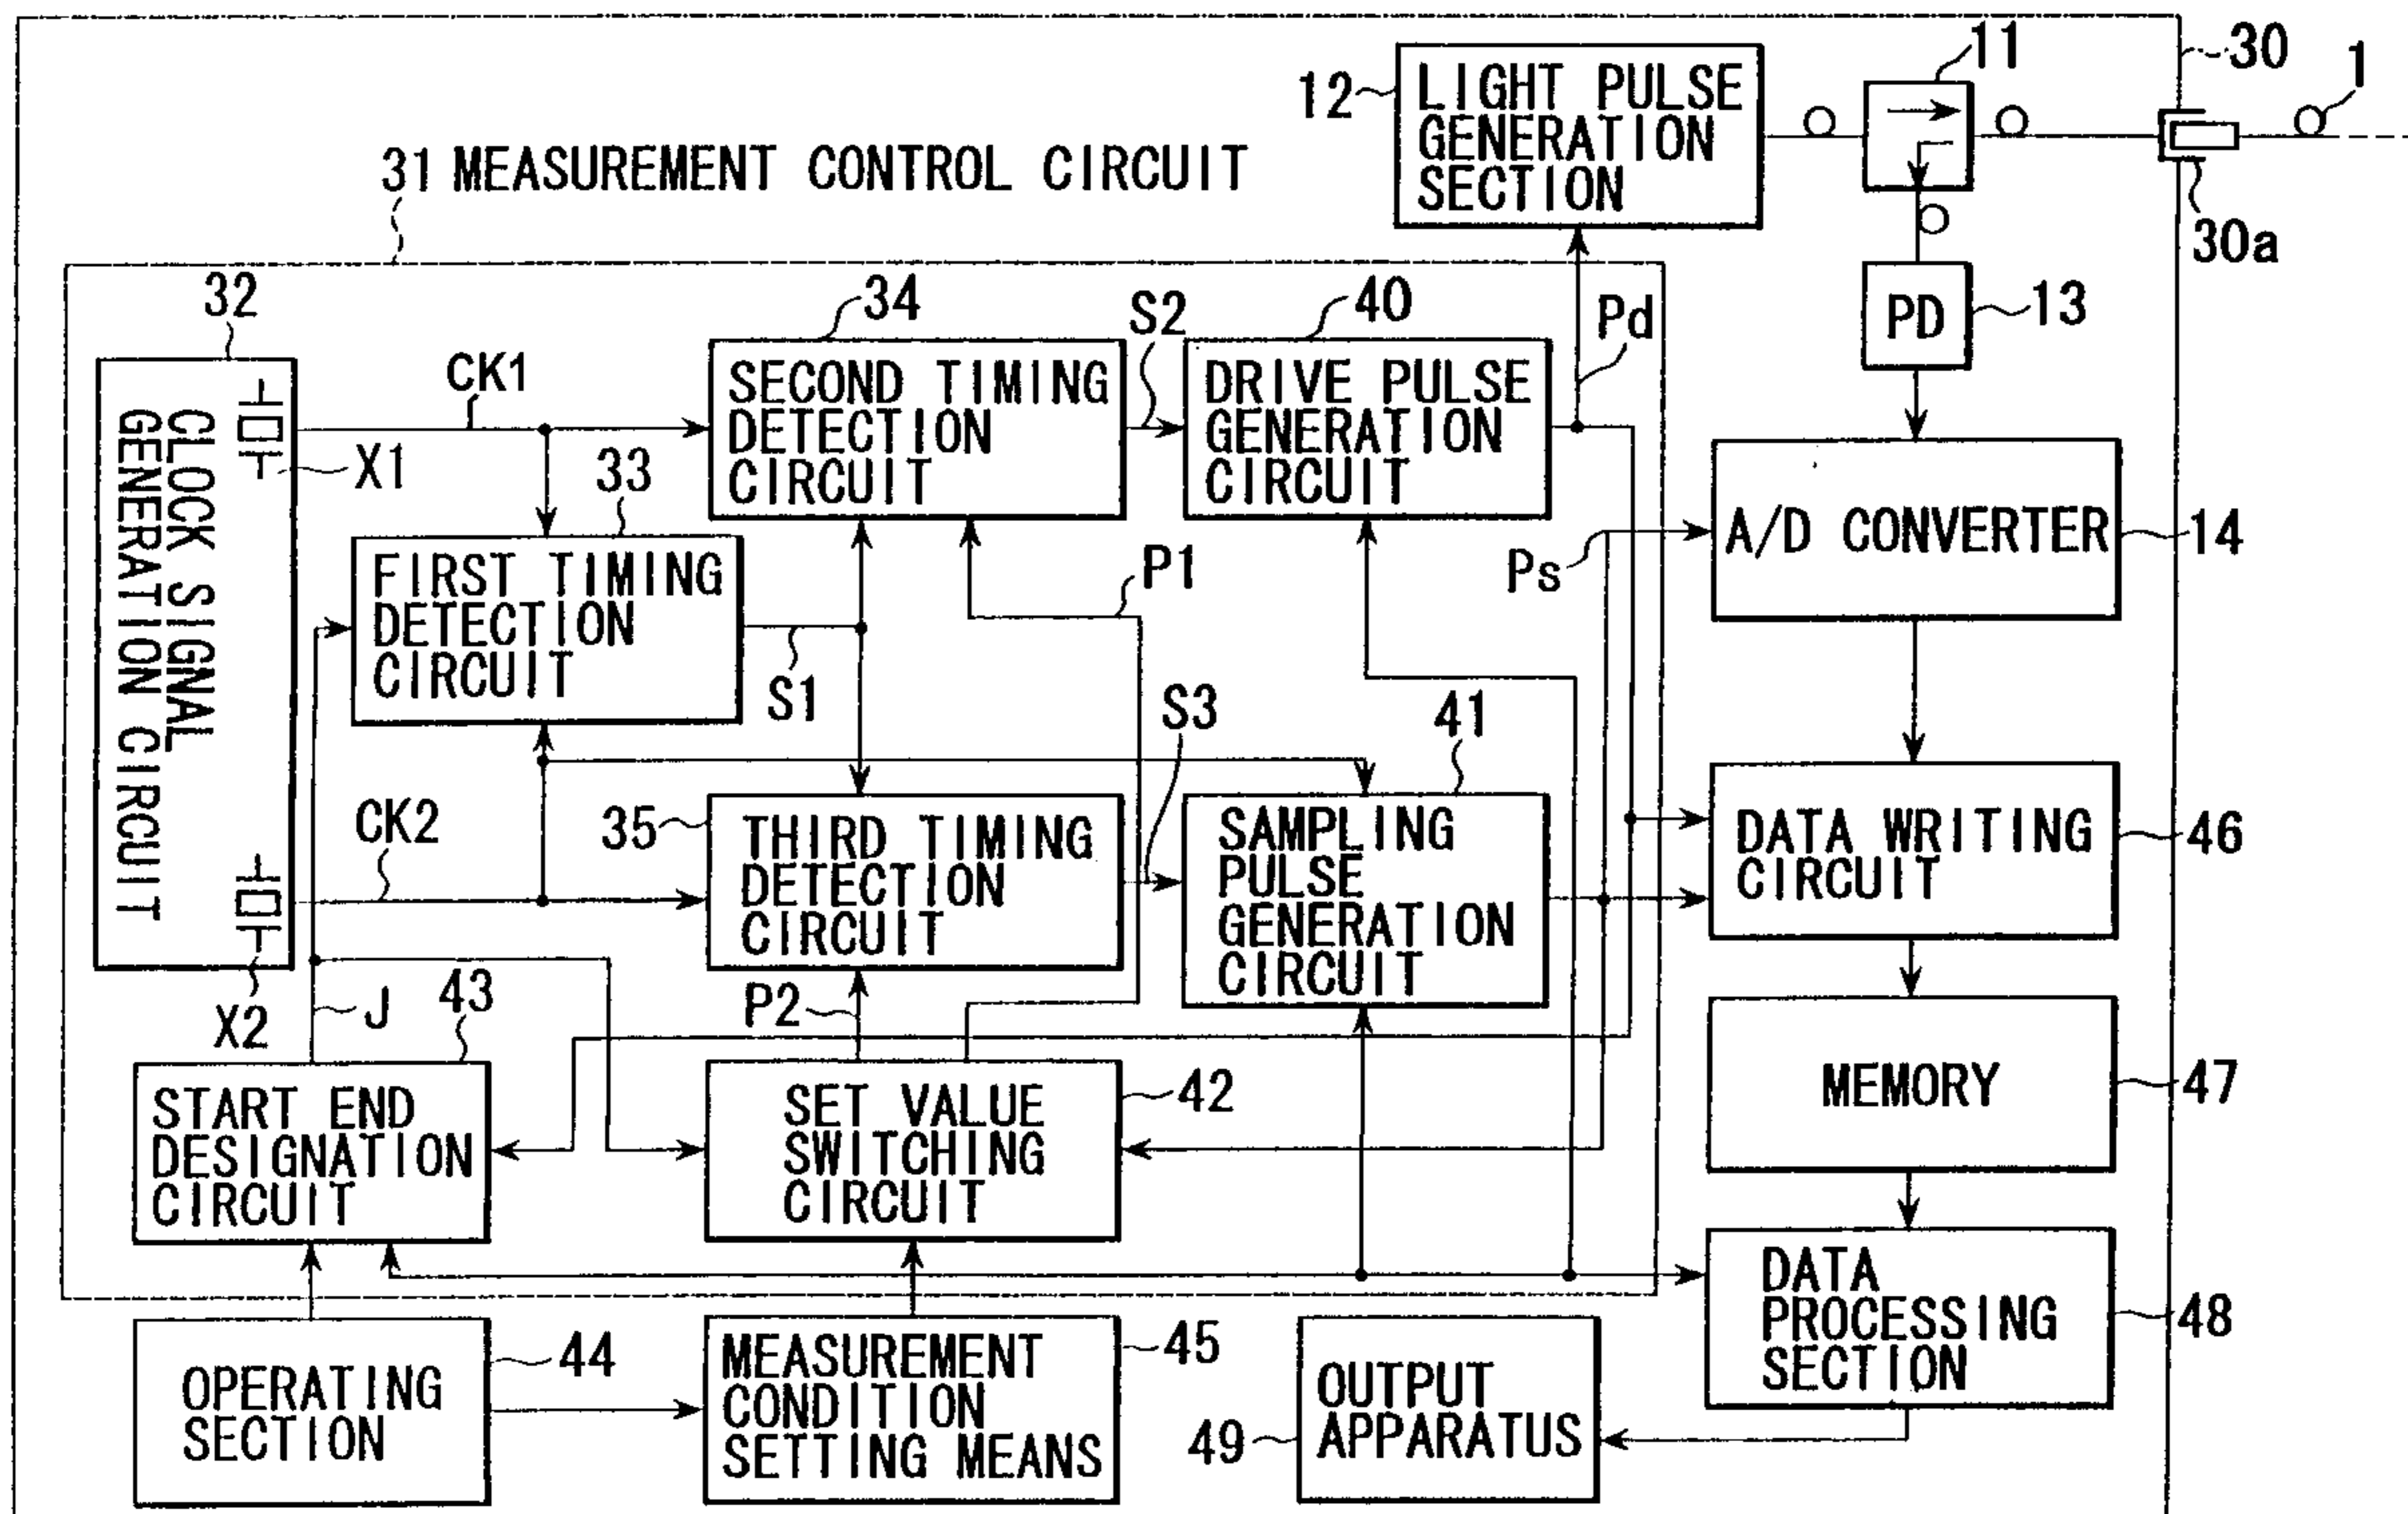 30
1
11
12
LIGHT PULSE
GENERATION
SECTION
31 MEASUREMENT CONTROL CIRCUIT
30a
32
34
S2
40
Pd
PD
13
CK1
SECOND TIMING
DETECTION
CIRCUIT
DRIVE PULSE
GENERATION
CIRCUIT
CLOCK SIGNAL
GENERATION CIRCUIT
X1
33
A/D CONVERTER
14
FIRST TIMING
DETECTION
CIRCUIT
P1
Ps
S1
S3
41
CK2
35
THIRD TIMING
DETECTION
CIRCUIT
SAMPLING
PULSE
GENERATION
CIRCUIT
DATA WRITING
CIRCUIT
46
X2
J
43
P2
START END
DESIGNATION
CIRCUIT
SET VALUE
SWITCHING
CIRCUIT
42
MEMORY
47
DATA
PROCESSING
SECTION
48
OPERATING
SECTION
44
MEASUREMENT
CONDITION
SETTING MEANS
45
49
OUTPUT
APPARATUS